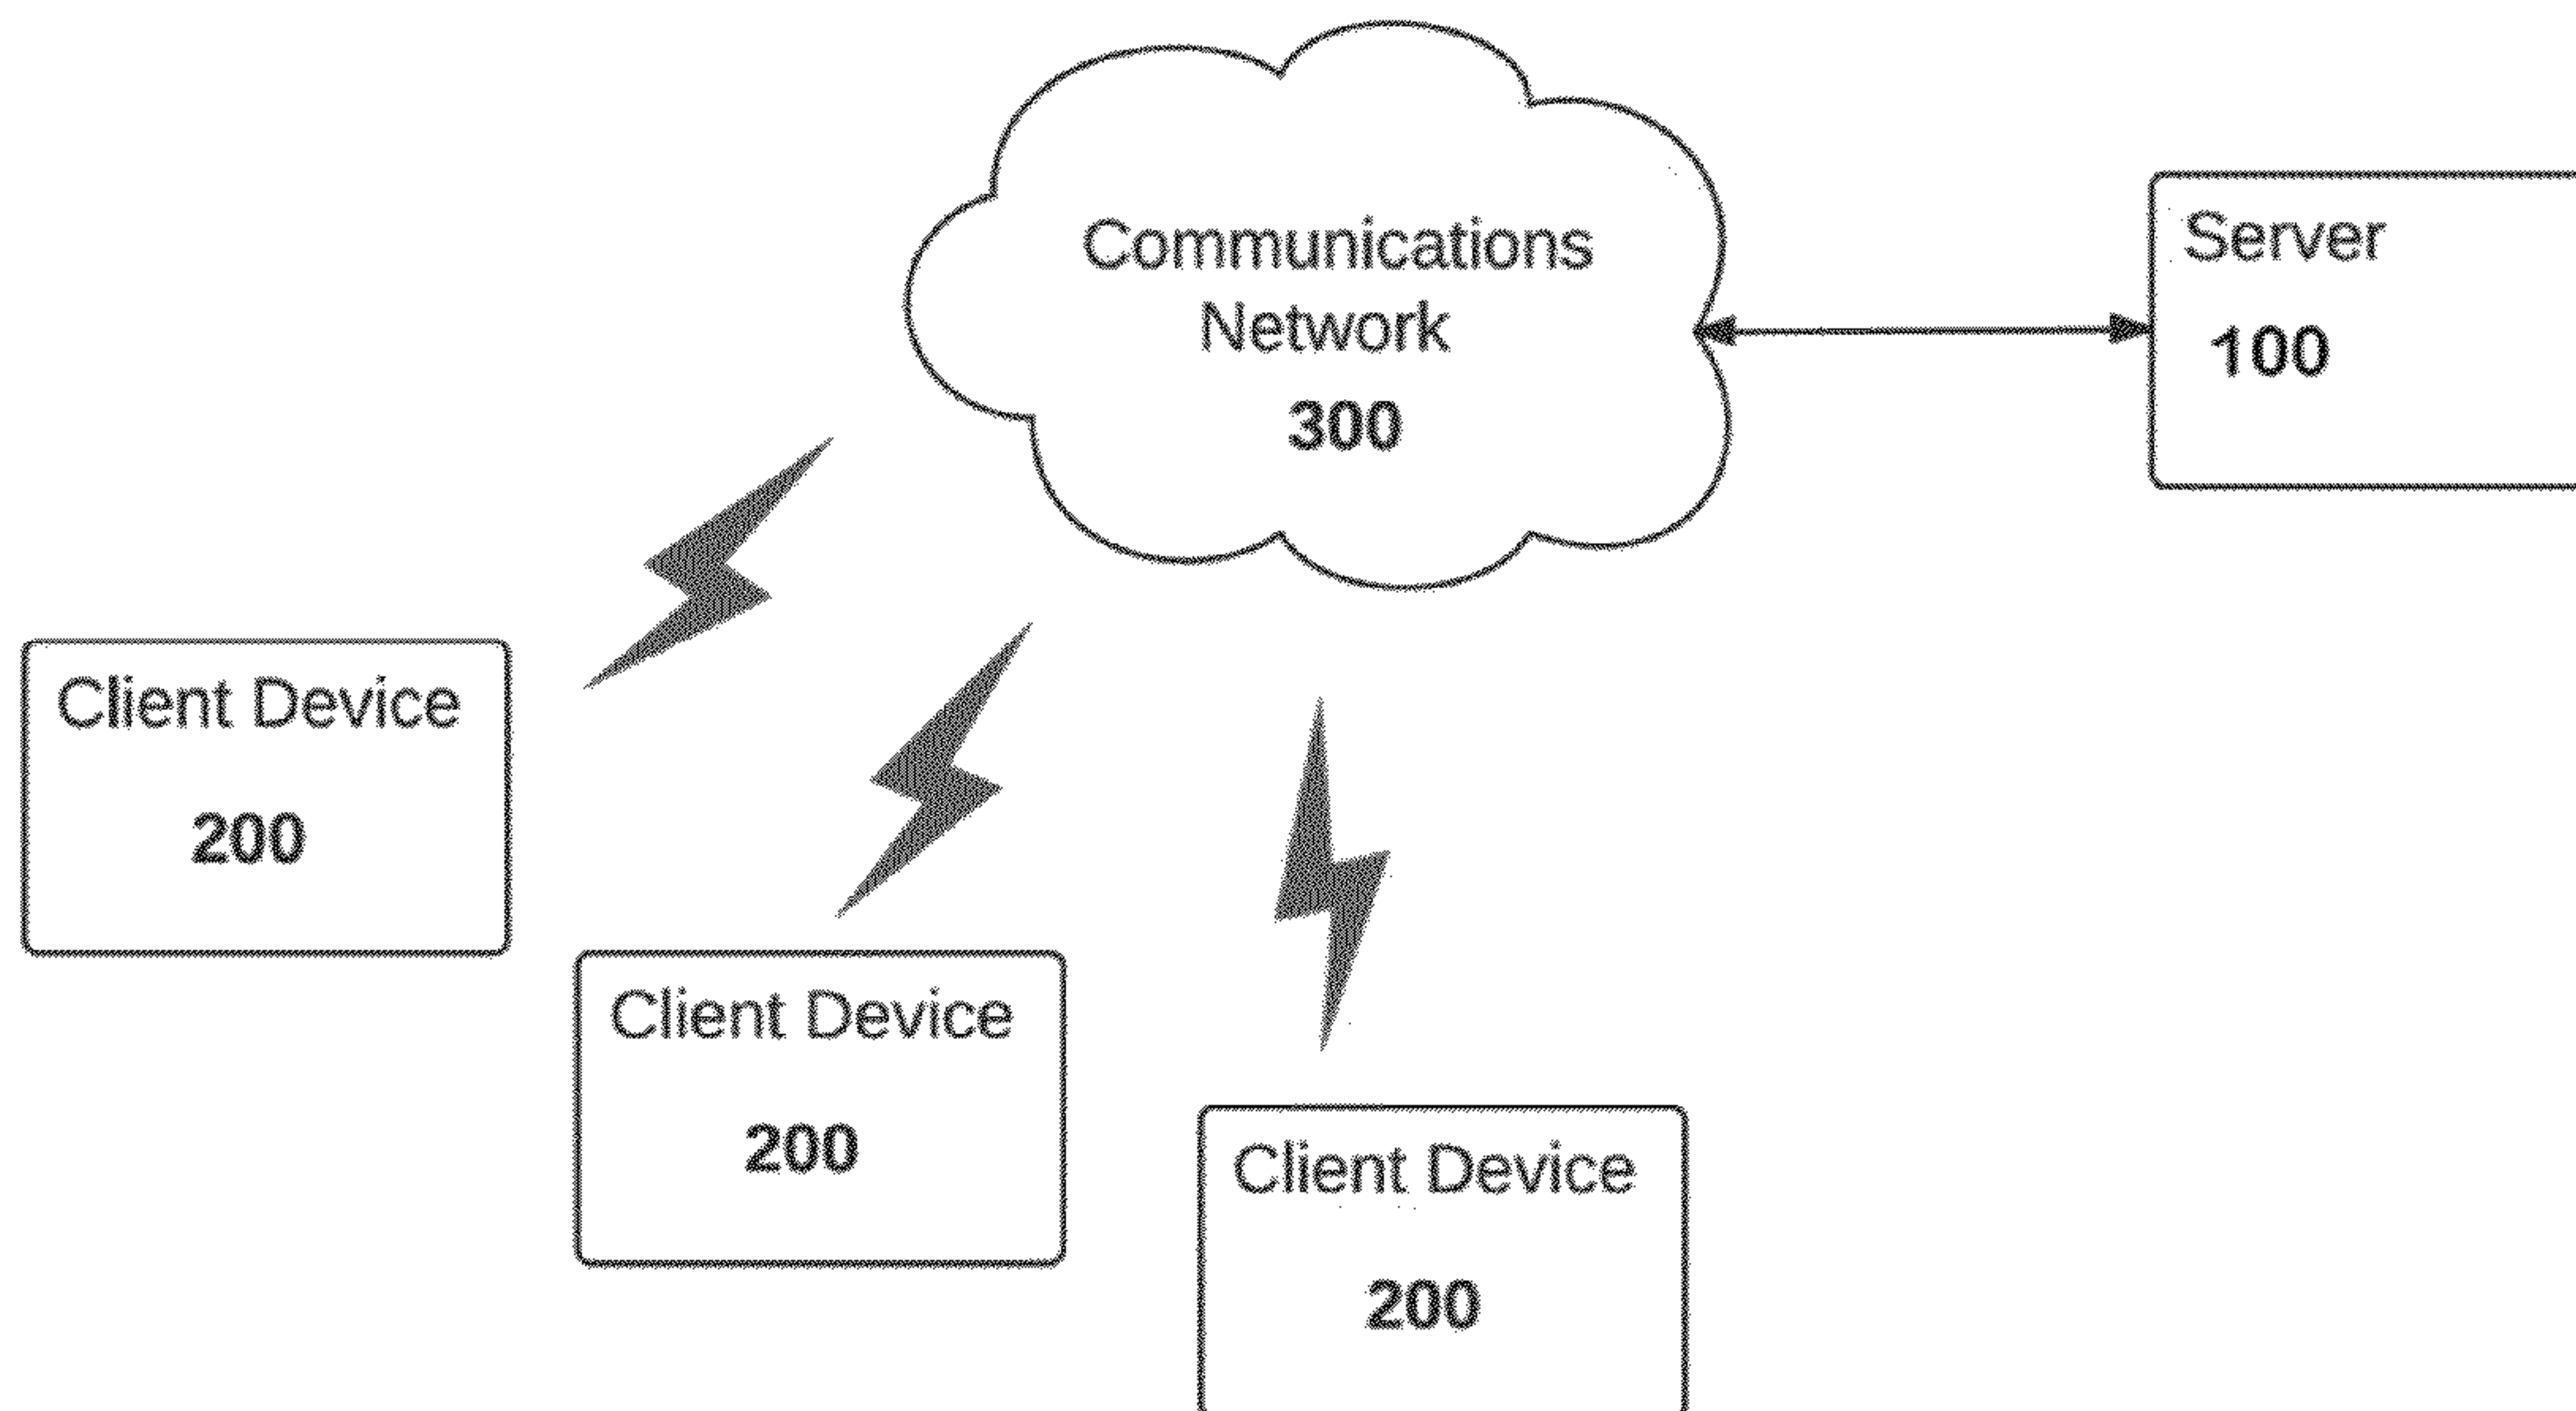 Communications
Network
300
Server
100
Client Device
200
Client Device
200
Client Device
200